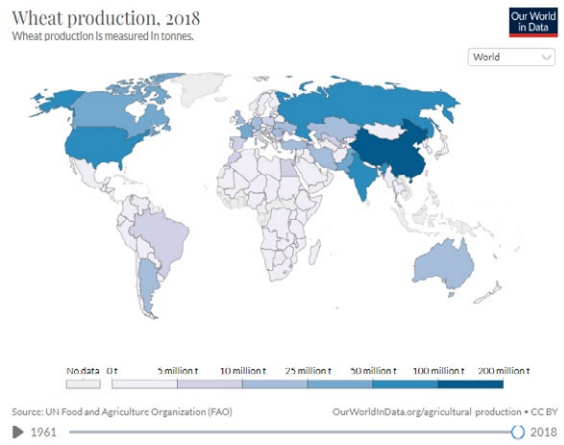 Wheat production, 2018
Wheat production is measured in tonnes.
Our World
in Data
World
No data 0 t 5 million t 10 million t 25 million t 50 million t 100 million t 200 million t
Source: UN Food and Agriculture Organization (FAO) OurWorldInData.org/agricultural-production • CC BY
1961 2018